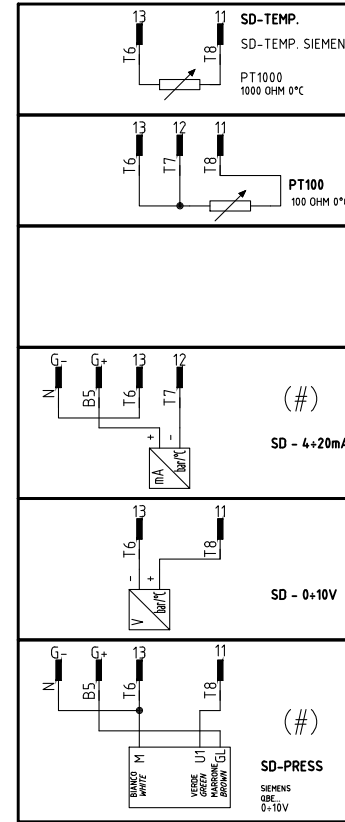 13 11 SD-TEMP.
T6 T8 SD-TEMP. SIEMEN
PT1000
1000 OHM 0°C
13 12 11
T6 T7 T8
PT100
100 OHM 0°C
G- G+ 13 12
N B5 T6 T7
(#)
+ -
mA bar/°C
SD - 4÷20mA
13 11
T6 T8
- +
V bar/°C
SD - 0÷10V
G- G+ 13 11
N B5 T6 T8
(#)
M U1 GL
BIANCO VERDE MARRONE
WHITE GREEN BROWN
SD-PRESS
SIEMENS
QBE...
0÷10V